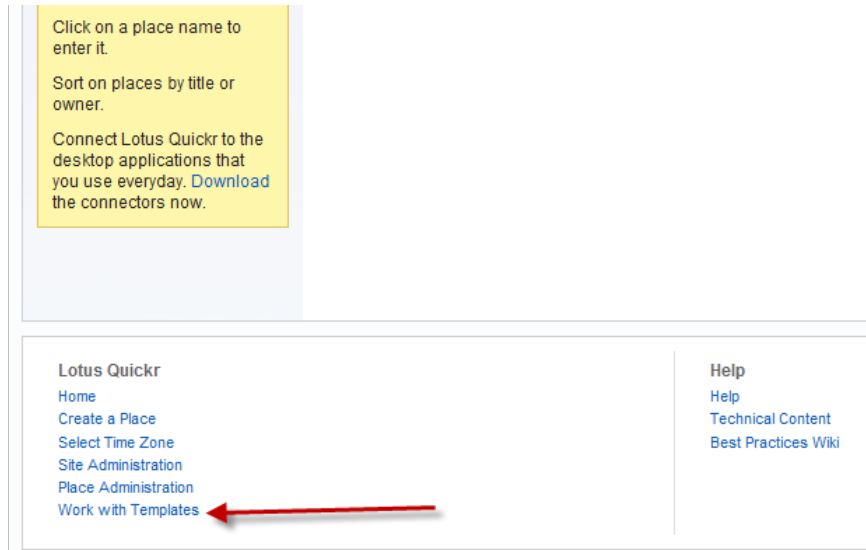 Click on a place name to
enter it.
Sort on places by title or
owner.
Connect Lotus Quickr to the
desktop applications that
you use everyday. Download
the connectors now.
Lotus Quickr
Home
Create a Place
Select Time Zone
Site Administration
Place Administration
Work with Templates
Help
Help
Technical Content
Best Practices Wiki